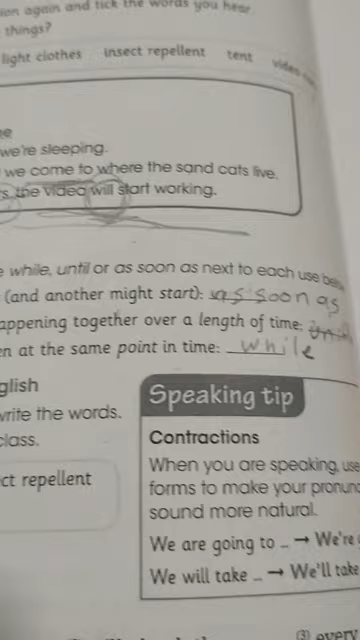 again and tick the words you hear.
things?
light clothes insect repellent tent video
we're sleeping.
we come to where the sand cats live.
the video will start working.
while, until or as soon as next to each use below
(and another might start): as soon as
appening together over a length of time:
at the same point in time: while
glish
write the words.
class.
ct repellent
Speaking tip
Contractions
When you are speaking, use
forms to make your
sound more natural.
We are going to ... → We're
We will take ... → We'll take
(3) every